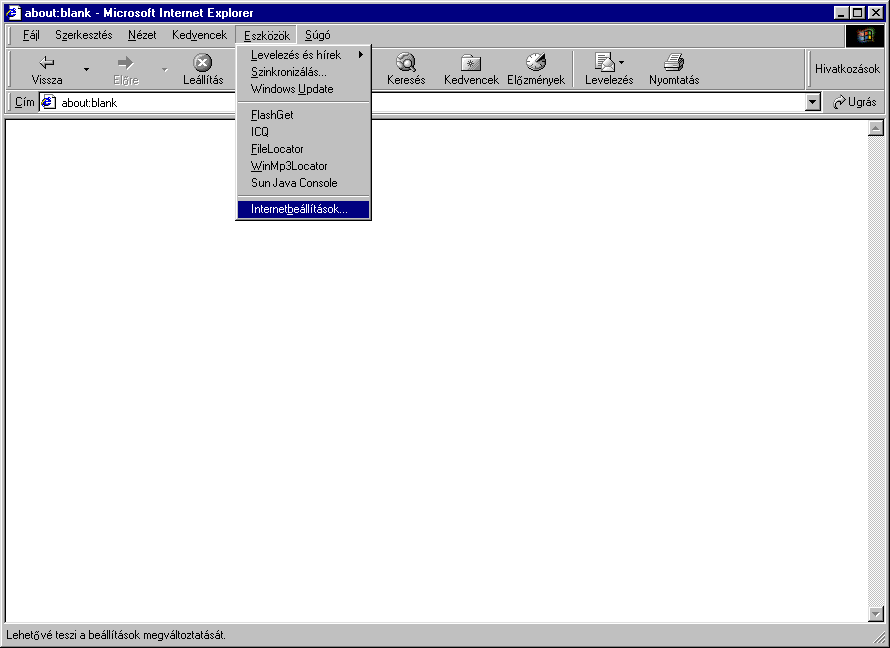 about:blank - Microsoft Internet Explorer
Fájl Szerkesztés Nézet Kedvencek Eszközök Súgó
Vissza Előre Leállítás Keresés Kedvencek Előzmények Levelezés Nyomtatás Hivatkozások
Cím about:blank Ugrás
Levelezés és hírek
Szinkronizálás...
Windows Update
FlashGet
ICQ
FileLocator
WinMp3Locator
Sun Java Console
Internetbeállítások...
Lehetővé teszi a beállítások megváltoztatását.